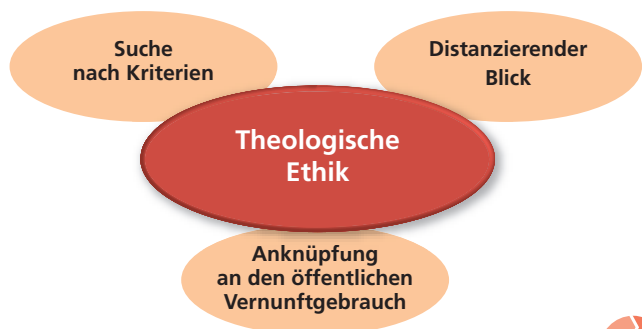 Suche
nach Kriterien
Distanzierender
Blick
Theologische
Ethik
Anknüpfung
an den öffentlichen
Vernunftgebrauch